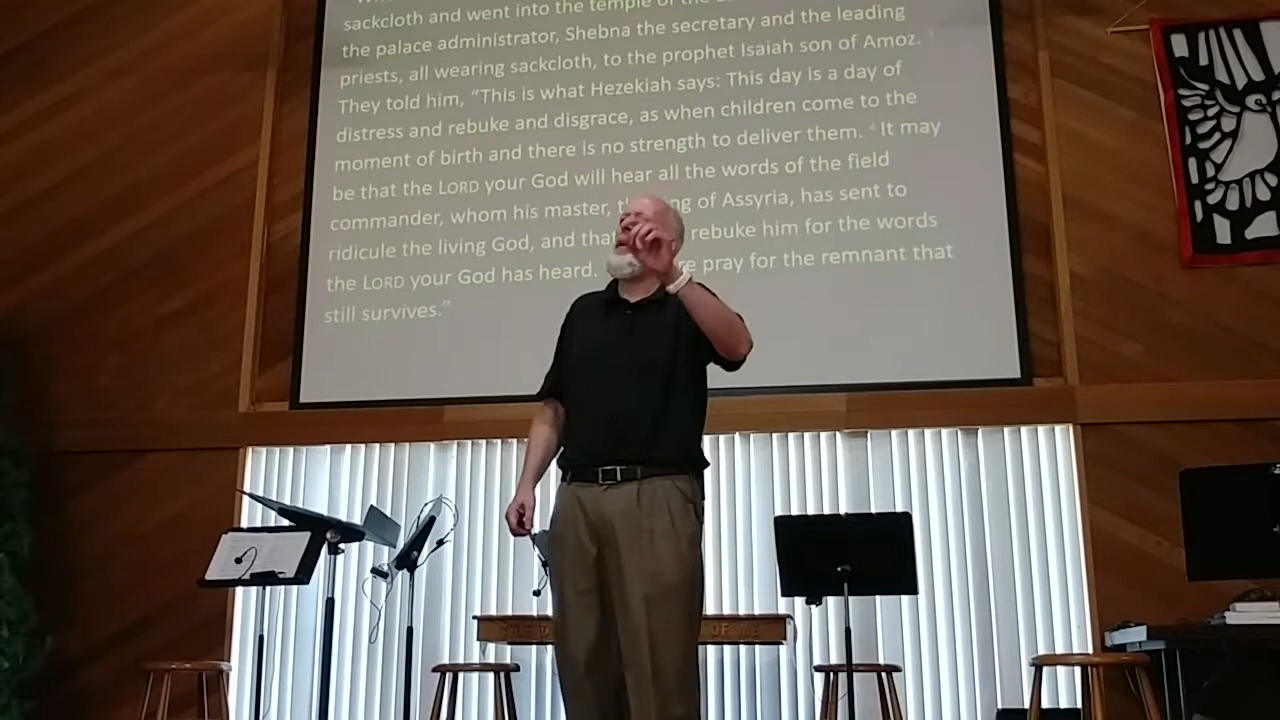 sackcloth and went into the temple of the
the palace administrator, Shebna the secretary and the leading
priests, all wearing sackcloth, to the prophet Isaiah son of Amoz.
They told him, “This is what Hezekiah says: This day is a day of
distress and rebuke and disgrace, as when children come to the
moment of birth and there is no strength to deliver them. 4 It may
be that the LORD your God will hear all the words of the field
commander, whom his master, of Assyria, has sent to
ridicule the living God, and that rebuke him for the words
the LORD your God has heard. pray for the remnant that
still survives.”